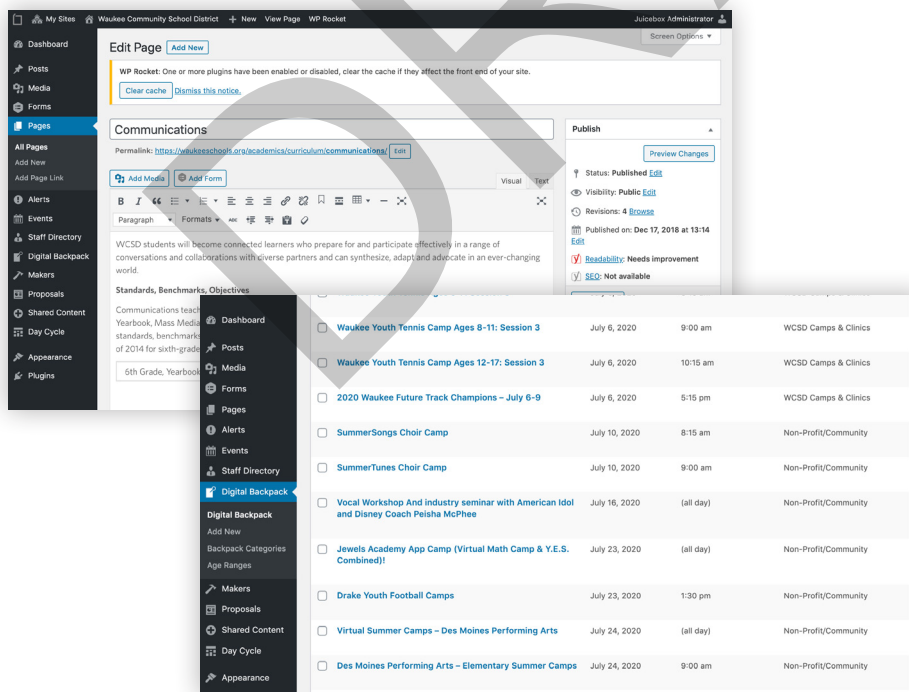 My Sites Waukee Community School District + New View Page WP Rocket Juicebox Administrator
Screen Options ▼
Dashboard
Posts
Media
Forms
Pages
All Pages
Add New
Add Page Link
Alerts
Events
Staff Directory
Digital Backpack
Makers
Proposals
Shared Content
Day Cycle
Appearance
Plugins
Edit Page Add New
WP Rocket: One or more plugins have been enabled or disabled, clear the cache if they affect the front end of your site.
Clear cache Dismiss this notice.
Communications
Permalink: https://waukeeschools.org/academics/curriculum/communications/ Edit
Add Media Add Form Visual Text
B I
Paragraph Formats ABC
WCSD students will become connected learners who prepare for and participate effectively in a range of
conversations and collaborations with diverse partners and can synthesize, adapt and advocate in an ever-changing
world.
Standards, Benchmarks, Objectives
Communications teach
Yearbook, Mass Media
standards, benchmarks
of 2014 for sixth-grade
6th Grade, Yearbook
Publish
Preview Changes
Status: Published Edit
Visibility: Public Edit
Revisions: 4 Browse
Published on: Dec 17, 2018 at 13:14
Edit
Readability: Needs improvement
SEO: Not available
Dashboard
Posts
Media
Forms
Pages
Alerts
Events
Staff Directory
Digital Backpack
Digital Backpack
Add New
Backpack Categories
Age Ranges
Makers
Proposals
Shared Content
Day Cycle
Appearance
Waukee Youth Tennis Camp Ages 8-11: Session 3 July 6, 2020 9:00 am WCSD Camps & Clinics
Waukee Youth Tennis Camp Ages 12-17: Session 3 July 6, 2020 10:15 am WCSD Camps & Clinics
2020 Waukee Future Track Champions – July 6-9 July 6, 2020 5:15 pm WCSD Camps & Clinics
SummerSongs Choir Camp July 10, 2020 8:15 am Non-Profit/Community
SummerTunes Choir Camp July 10, 2020 9:00 am Non-Profit/Community
Vocal Workshop And industry seminar with American Idol July 16, 2020 (all day) Non-Profit/Community
and Disney Coach Peisha McPhee
Jewels Academy App Camp (Virtual Math Camp & Y.E.S. July 23, 2020 (all day) Non-Profit/Community
Combined)!
Drake Youth Football Camps July 23, 2020 1:30 pm Non-Profit/Community
Virtual Summer Camps – Des Moines Performing Arts July 24, 2020 (all day) Non-Profit/Community
Des Moines Performing Arts – Elementary Summer Camps July 24, 2020 9:00 am Non-Profit/Community